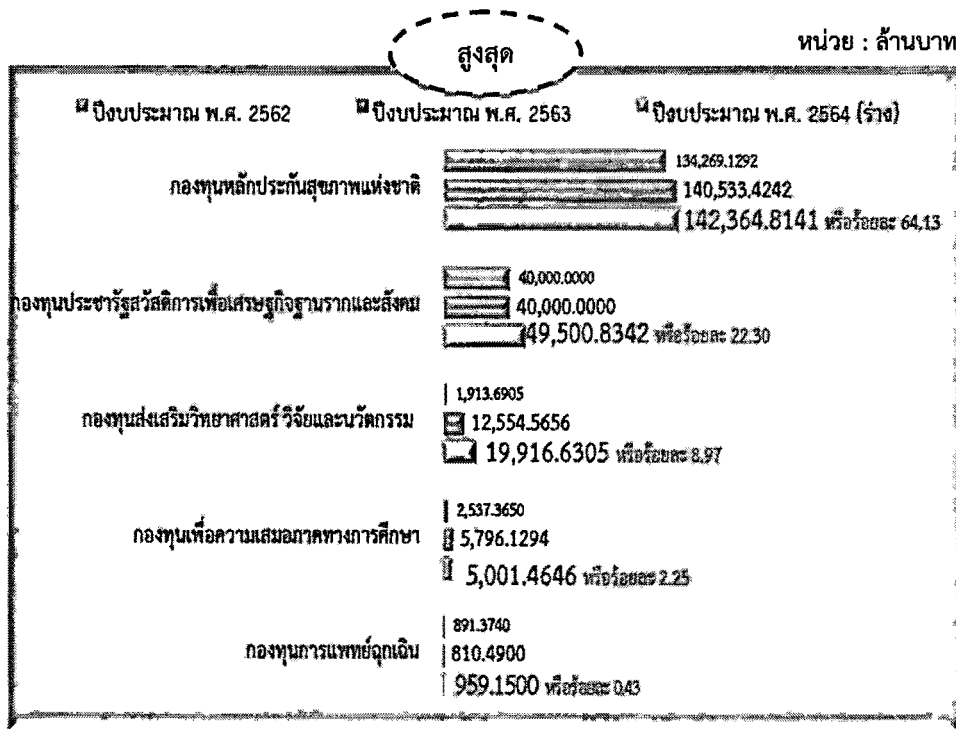 สูงสุด
หน่วย : ล้านบาท
ปีงบประมาณ พ.ศ. 2562 ปีงบประมาณ พ.ศ. 2563 ปีงบประมาณ พ.ศ. 2564 (ร่าง)
134,269.1292
กองทุนหลักประกันสุขภาพแห่งชาติ 140,533.4242
142,364.8141 หรือร้อยละ 64.13
40,000.0000
กองทุนประชารัฐสวัสดิการเพื่อเศรษฐกิจฐานรากและสังคม 40,000.0000
49,500.8342 หรือร้อยละ 22.30
1,913.6905
กองทุนส่งเสริมวิทยาศาสตร์ วิจัยและนวัตกรรม 12,554.5656
19,916.6305 หรือร้อยละ 8.97
2,537.3650
กองทุนเพื่อความเสมอภาคทางการศึกษา 5,796.1294
5,001.4646 หรือร้อยละ 2.25
891.3740
กองทุนการแพทย์ฉุกเฉิน 810.4900
959.1500 หรือร้อยละ 0.43